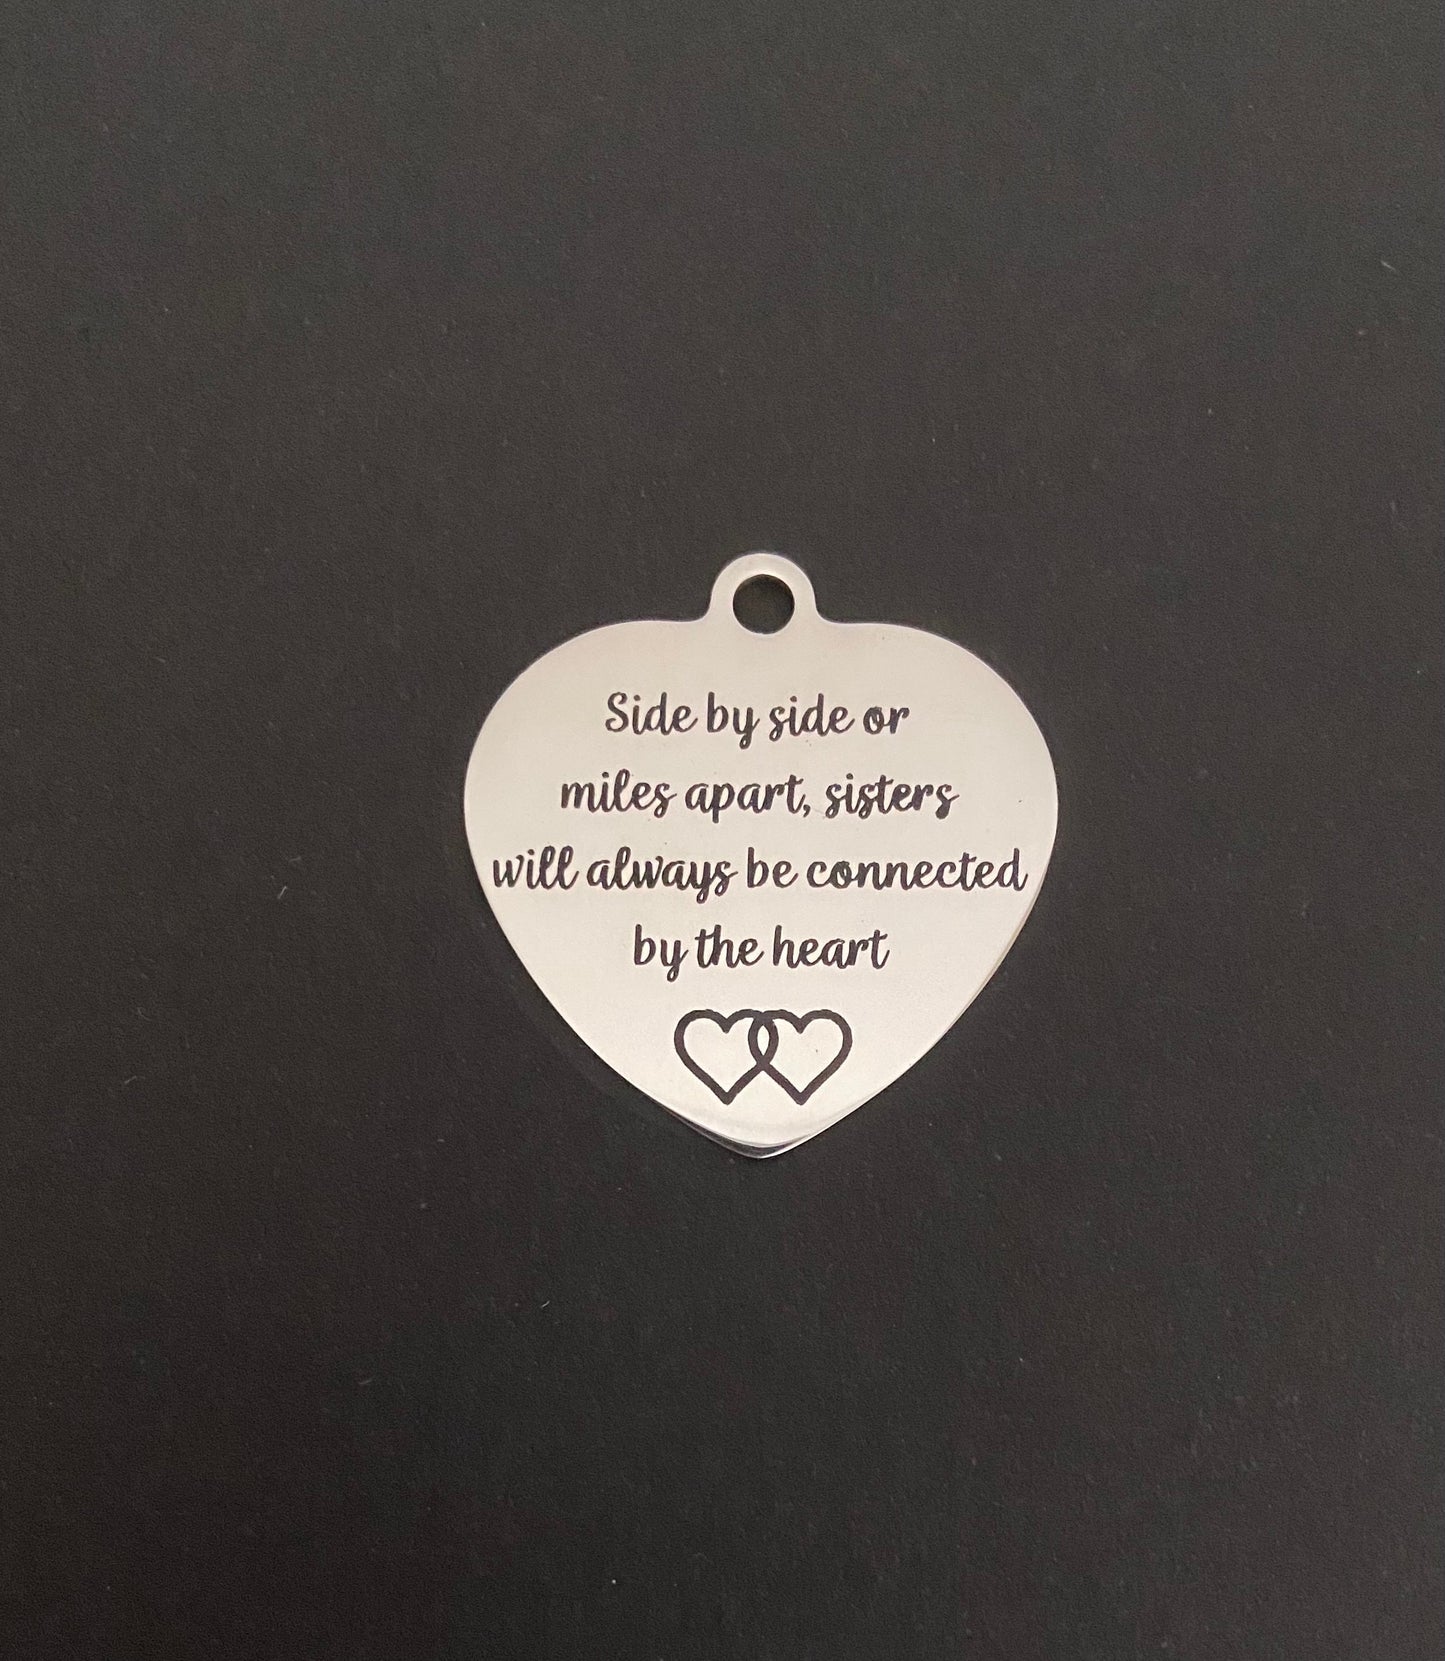 Side by side or
miles apart, sisters
will always be connected
by the heart